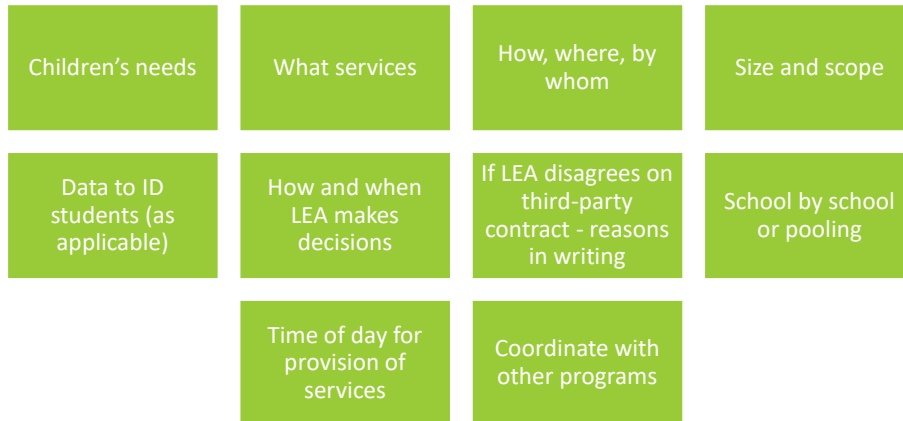 Children's needs
What services
How, where, by
whom
Size and scope
Data to ID
students (as
applicable)
How and when
LEA makes
decisions
If LEA disagrees on
third-party
contract - reasons
in writing
School by school
or pooling
Time of day for
provision of
services
Coordinate with
other programs